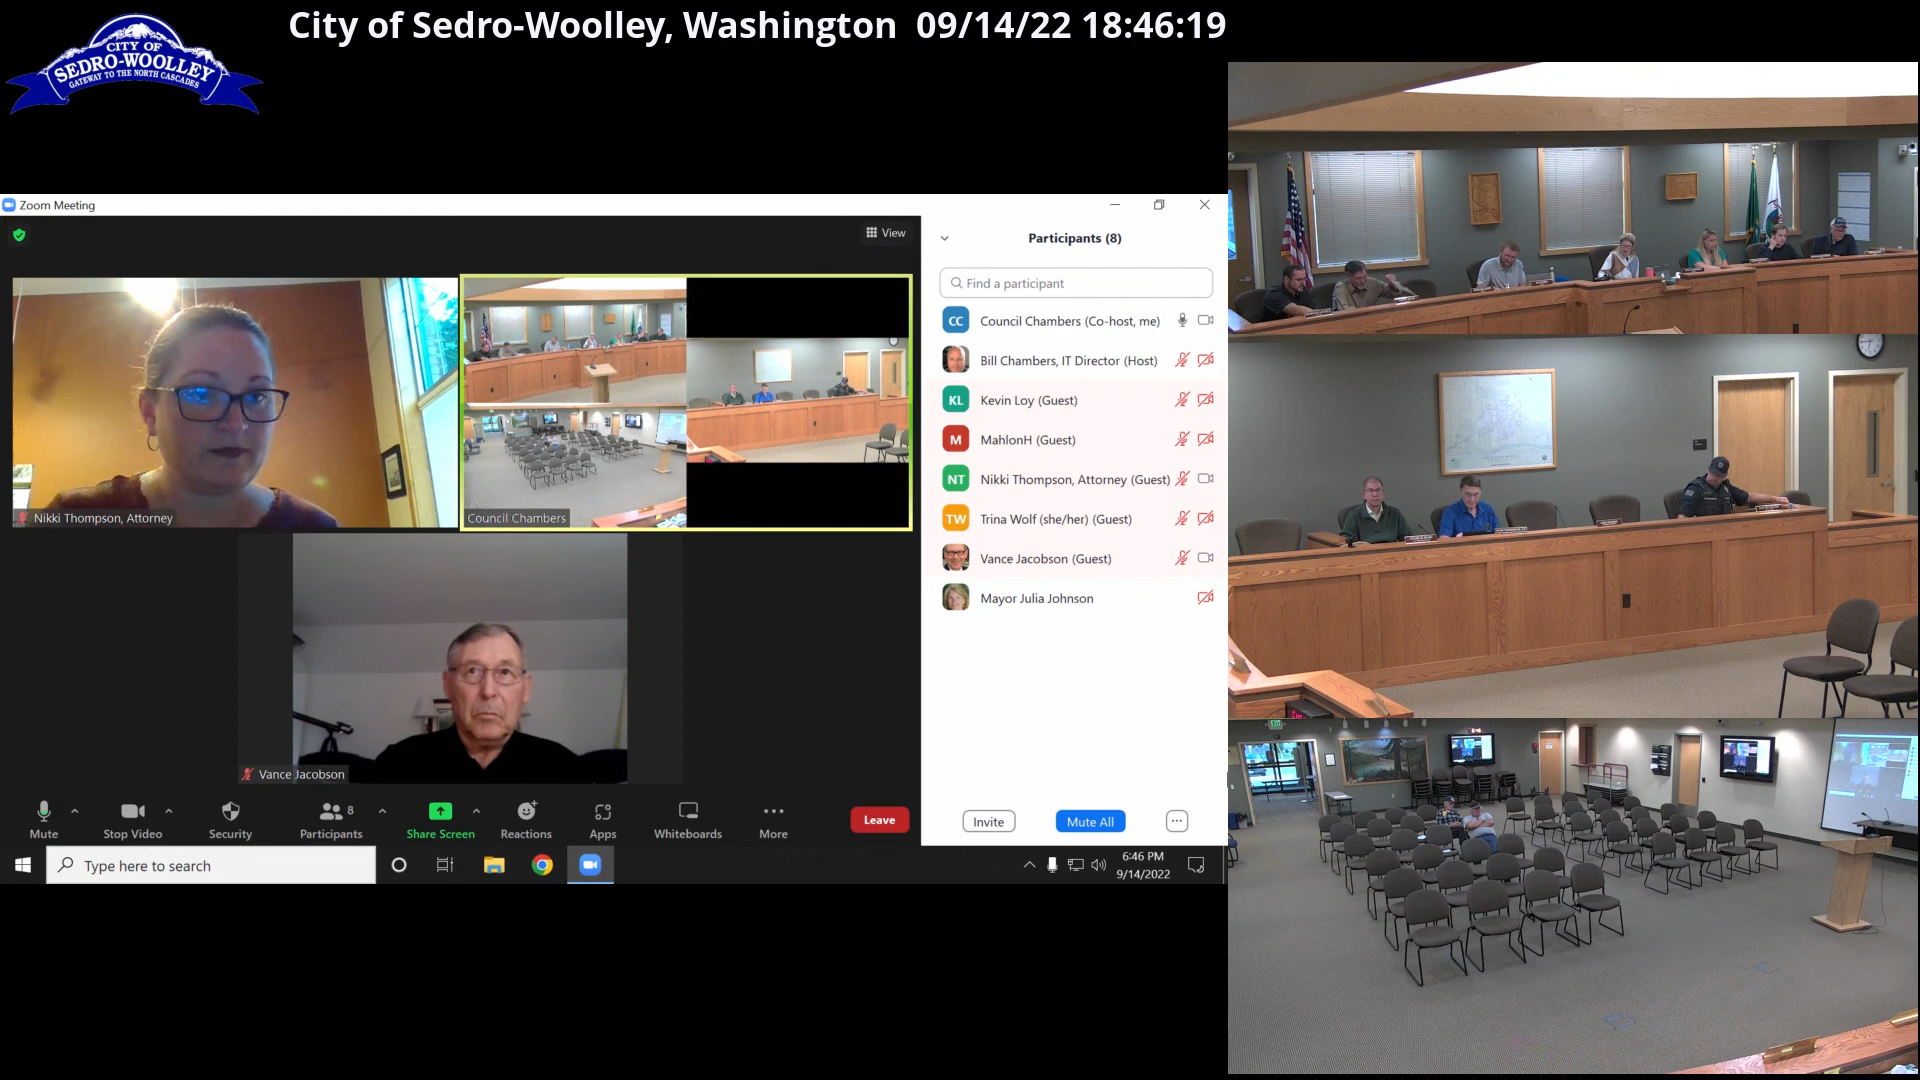 CITY OF
SEDRO-WOOLLEY
GATEWAY TO THE NORTH CASCADES
City of Sedro-Woolley, Washington 09/14/22 18:46:19
Zoom Meeting
View
Nikki Thompson, Attorney
Council Chambers
Vance Jacobson
Participants (8)
Find a participant
CC Council Chambers (Co-host, me)
Bill Chambers, IT Director (Host)
KL Kevin Loy (Guest)
M MahlonH (Guest)
NT Nikki Thompson, Attorney (Guest)
TW Trina Wolf (she/her) (Guest)
Vance Jacobson (Guest)
Mayor Julia Johnson
Invite
Mute All
...
Mute
Stop Video
Security
8
Participants
Share Screen
Reactions
Apps
Whiteboards
More
Leave
Type here to search
6:46 PM
9/14/2022